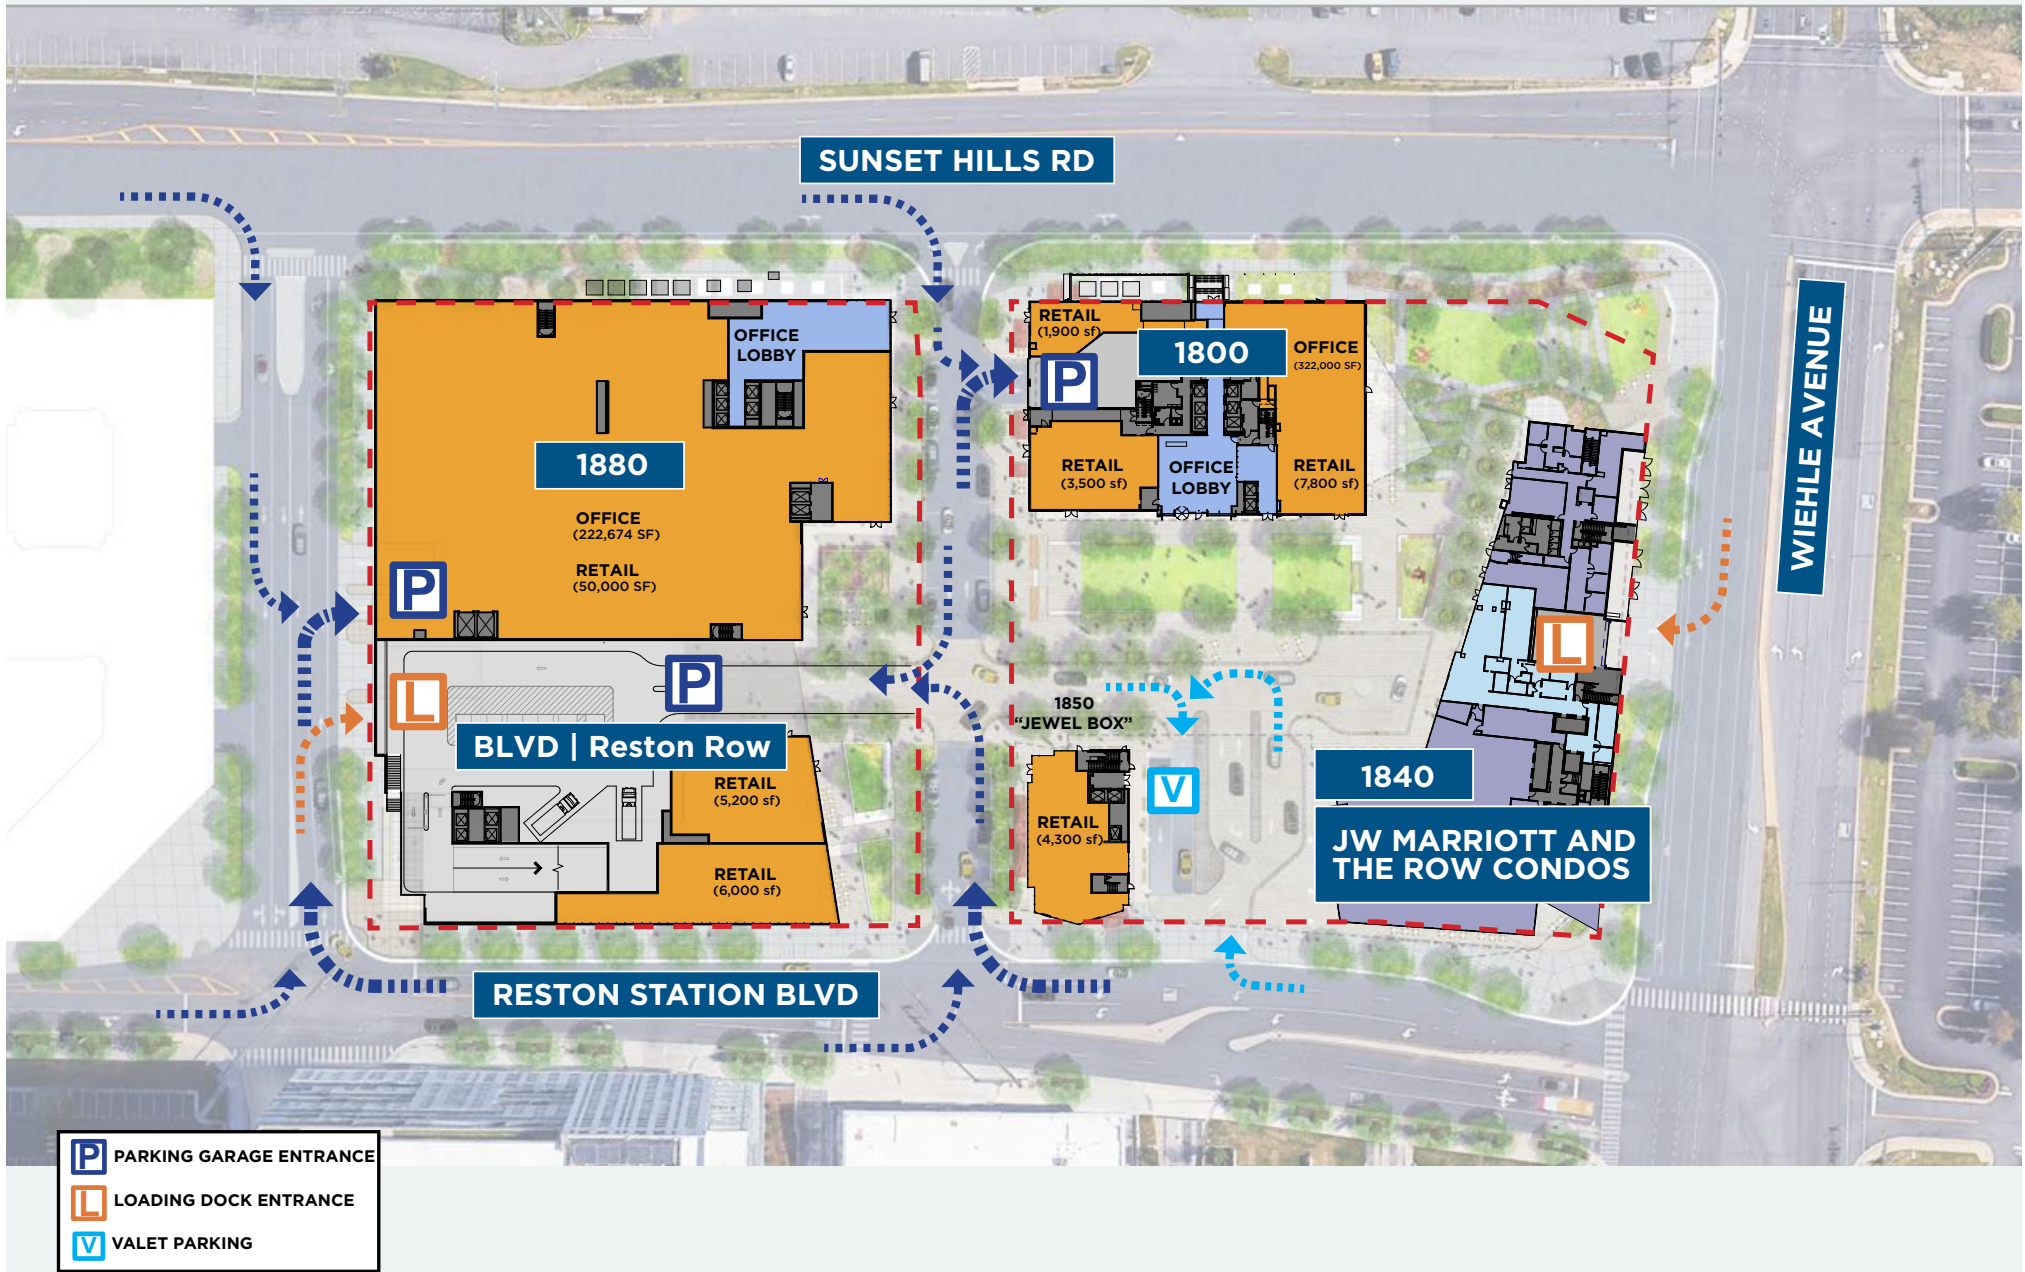 SUNSET HILLS RD
WIEHLE AVENUE
OFFICE
LOBBY
1880
OFFICE
(222,674 SF)
RETAIL
(50,000 SF)
P
RETAIL
(1,900 sf)
1800
OFFICE
(322,000 SF)
P
RETAIL
(3,500 sf)
OFFICE
LOBBY
RETAIL
(7,800 sf)
L
P
L
BLVD | Reston Row
RETAIL
(5,200 sf)
RETAIL
(6,000 sf)
1850
"JEWEL BOX"
RETAIL
(4,300 sf)
V
1840
JW MARRIOTT AND
THE ROW CONDOS
RESTON STATION BLVD
P PARKING GARAGE ENTRANCE
L LOADING DOCK ENTRANCE
V VALET PARKING